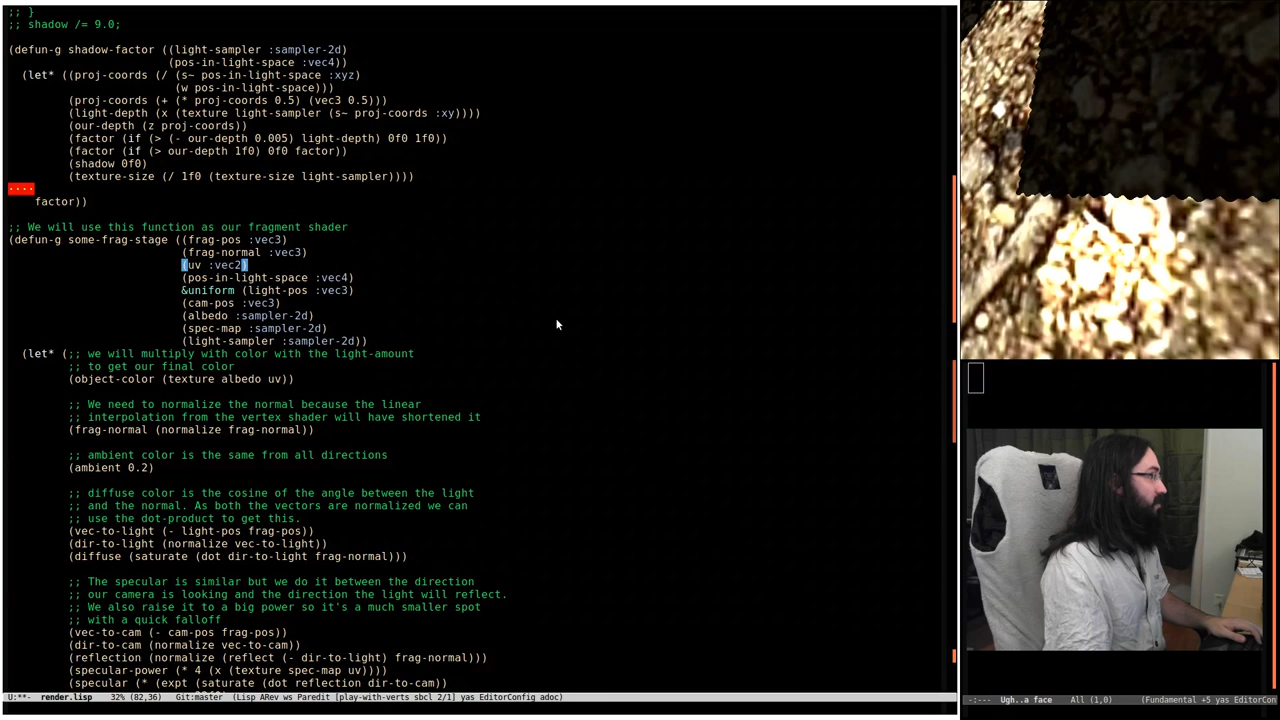 ;; }
;; shadow /= 9.0;
(defun-g shadow-factor ((light-sampler :sampler-2d)
(pos-in-light-space :vec4))
(let* ((proj-coords (/ (s~ pos-in-light-space :xyz)
(w pos-in-light-space)))
(proj-coords (+ (* proj-coords 0.5) (vec3 0.5)))
(light-depth (x (texture light-sampler (s~ proj-coords :xy))))
(our-depth (z proj-coords))
(factor (if (> (- our-depth 0.005) light-depth) 0f0 1f0))
(factor (if (> our-depth 1f0) 0f0 factor))
(shadow 0f0)
(texture-size (/ 1f0 (texture-size light-sampler))))
····
factor))
;; We will use this function as our fragment shader
(defun-g some-frag-stage ((frag-pos :vec3)
(frag-normal :vec3)
(uv :vec2)
(pos-in-light-space :vec4)
&uniform (light-pos :vec3)
(cam-pos :vec3)
(albedo :sampler-2d)
(spec-map :sampler-2d)
(light-sampler :sampler-2d))
(let* (;; we will multiply with color with the light-amount
;; to get our final color
(object-color (texture albedo uv))
;; We need to normalize the normal because the linear
;; interpolation from the vertex shader will have shortened it
(frag-normal (normalize frag-normal))
;; ambient color is the same from all directions
(ambient 0.2)
;; diffuse color is the cosine of the angle between the light
;; and the normal. As both the vectors are normalized we can
;; use the dot-product to get this.
(vec-to-light (- light-pos frag-pos))
(dir-to-light (normalize vec-to-light))
(diffuse (saturate (dot dir-to-light frag-normal)))
;; The specular is similar but we do it between the direction
;; our camera is looking and the direction the light will reflect.
;; We also raise it to a big power so it's a much smaller spot
;; with a quick falloff
(vec-to-cam (- cam-pos frag-pos))
(dir-to-cam (normalize vec-to-cam))
(reflection (normalize (reflect (- dir-to-light) frag-normal)))
(specular-power (* 4 (x (texture spec-map uv))))
(specular (* (expt (saturate (dot reflection dir-to-cam))
U:**- render.lisp 32% (82,36) Git:master (Lisp ARev ws Paredit [play-with-verts sbcl 2/1] yas EditorConfig adoc)
-:--- Ugh..a face All (1,0) (Fundamental +5 yas EditorCon